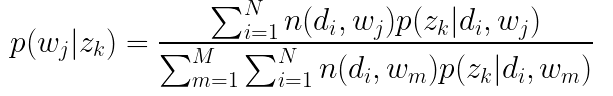 p(w_j|z_k) = \frac{\sum_{i=1}^{N} n(d_i, w_j)p(z_k|d_i, w_j)}{\sum_{m=1}^{M} \sum_{i=1}^{N} n(d_i, w_m)p(z_k|d_i, w_m)}